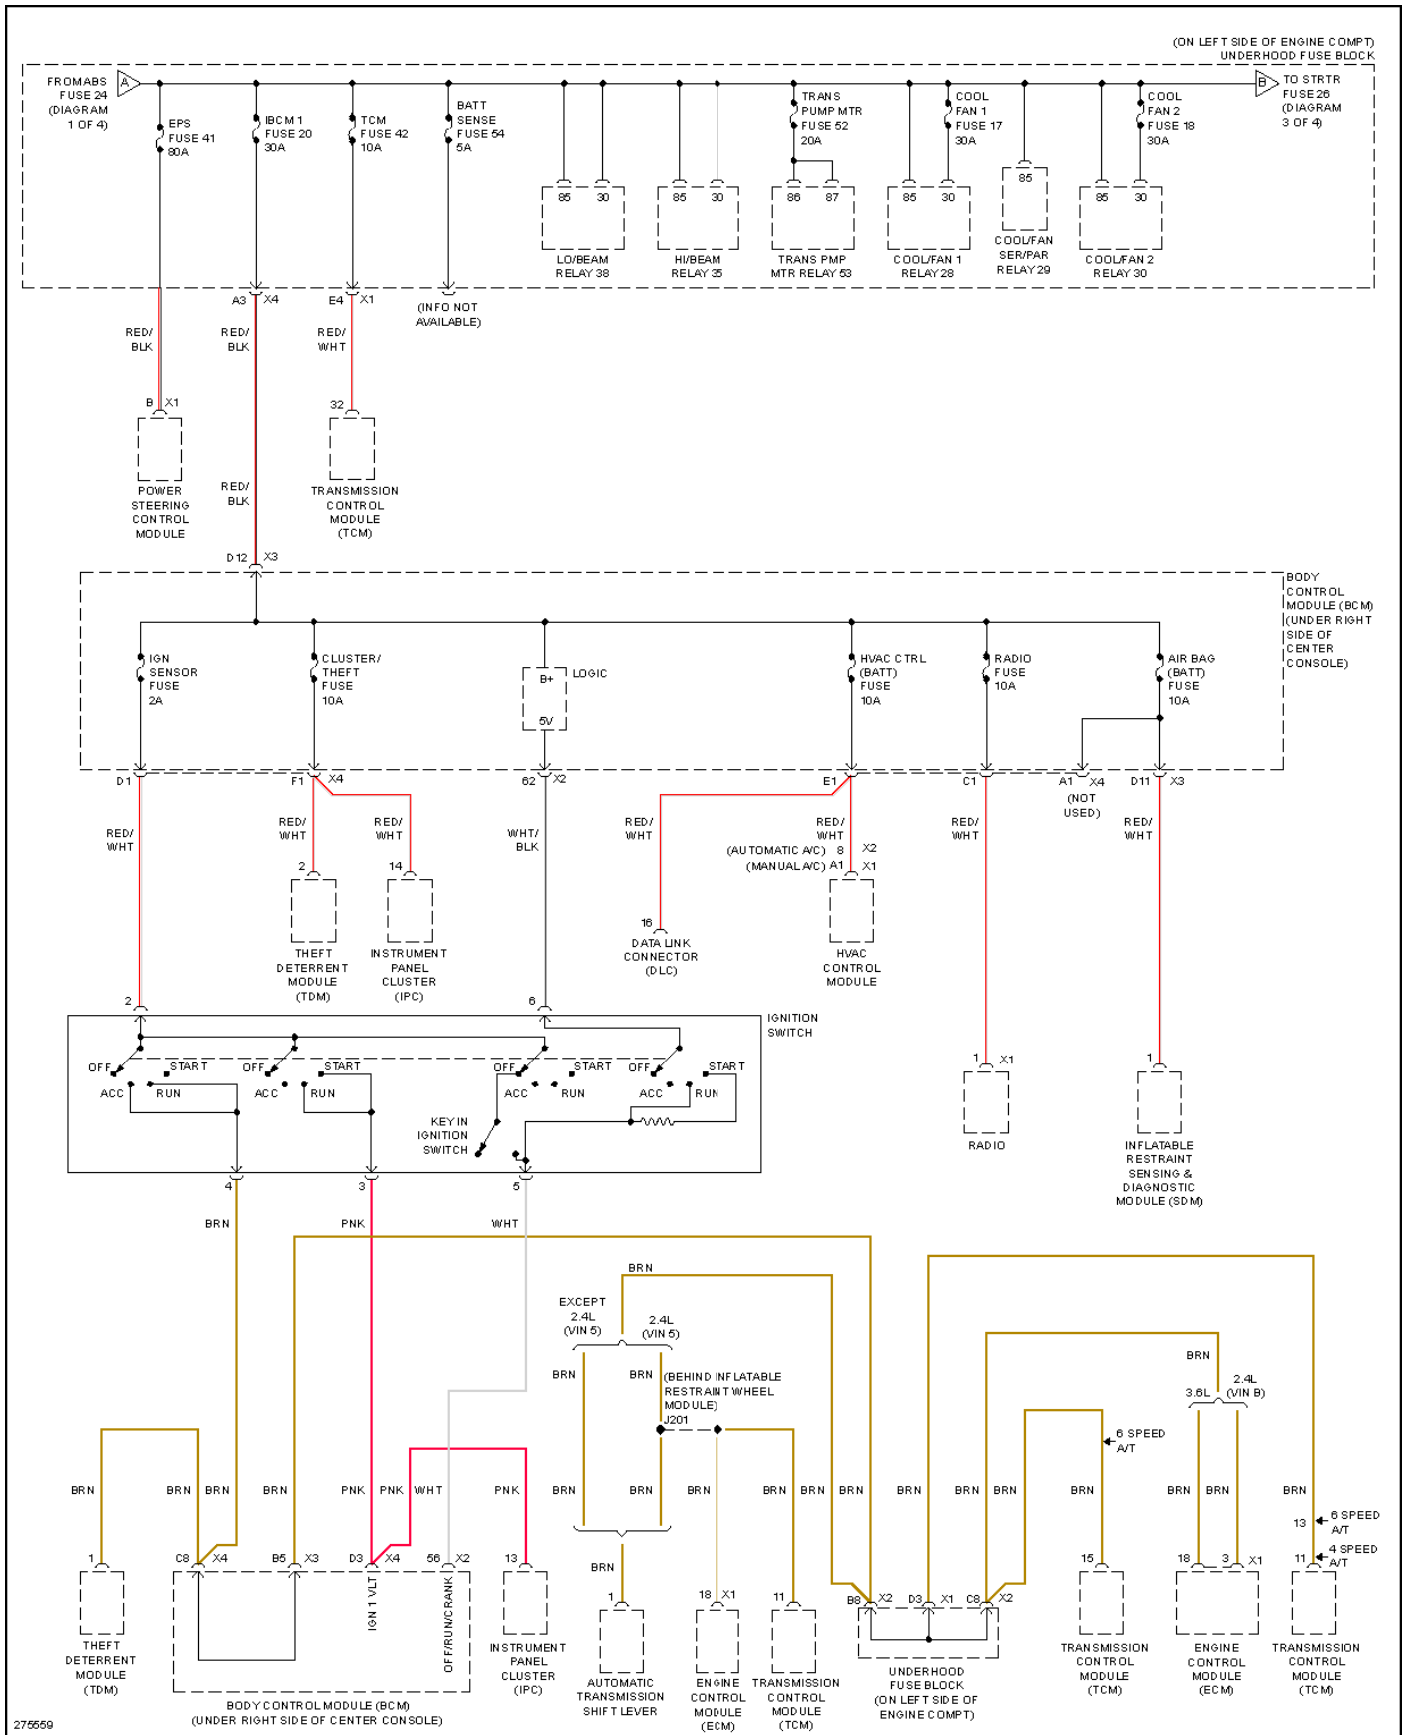 (ON LEFT SIDE OF ENGINE COMPT)
UNDERHOOD FUSE BLOCK
FROM ABS
FUSE 24
(DIAGRAM
1 OF 4)
A
B
TO STRTR
FUSE 26
(DIAGRAM
3 OF 4)
EPS
FUSE 41
80A
IBCM 1
FUSE 20
30A
TCM
FUSE 42
10A
BATT
SENSE
FUSE 54
5A
TRANS
PUMP MTR
FUSE 52
20A
COOL
FAN 1
FUSE 17
30A
COOL
FAN 2
FUSE 18
30A
85 30
85 30
86 87
85 30
85
85 30
LO/BEAM
RELAY 38
HI/BEAM
RELAY 35
TRANS PMP
MTR RELAY 53
COOL/FAN 1
RELAY 28
COOL/FAN
SER/PAR
RELAY 29
COOL/FAN 2
RELAY 30
A3 X4
E4 X1
(INFO NOT
AVAILABLE)
RED/
BLK
RED/
BLK
RED/
WHT
B X1
32
POWER
STEERING
CONTROL
MODULE
RED/
BLK
TRANSMISSION
CONTROL
MODULE
(TCM)
D12 X3
BODY
CONTROL
MODULE (BCM)
(UNDER RIGHT
SIDE OF
CENTER
CONSOLE)
IGN
SENSOR
FUSE
2A
CLUSTER/
THEFT
FUSE
10A
B+
5V
LOGIC
HVAC CTRL
(BATT)
FUSE
10A
RADIO
FUSE
10A
AIR BAG
(BATT)
FUSE
10A
D1
F1 X4
62 X2
E1
C1
A1 X4
D11 X3
(NOT
USED)
RED/
WHT
RED/
WHT
RED/
WHT
WHT/
BLK
RED/
WHT
RED/
WHT
RED/
WHT
RED/
WHT
(AUTOMATIC A/C) 8 X2
(MANUAL A/C) A1 X1
2
14
16
THEFT
DETERRENT
MODULE
(TDM)
INSTRUMENT
PANEL
CLUSTER
(IPC)
DATA LINK
CONNECTOR
(DLC)
HVAC
CONTROL
MODULE
2
6
IGNITION
SWITCH
OFF
START
ACC
RUN
OFF
START
ACC
RUN
OFF
START
ACC
RUN
OFF
START
ACC
RUN
KEY IN
IGNITION
SWITCH
1 X1
1
RADIO
INFLATABLE
RESTRAINT
SENSING &
DIAGNOSTIC
MODULE (SDM)
4
3
5
BRN
PNK
WHT
BRN
EXCEPT
2.4L
(VIN 5)
2.4L
(VIN 5)
BRN
BRN
(BEHIND INFLATABLE
RESTRAINT WHEEL
MODULE)
J201
BRN
3.6L
2.4L
(VIN B)
6 SPEED
A/T
BRN
BRN
BRN
BRN
PNK
PNK
WHT
PNK
BRN
BRN
BRN
BRN
BRN
BRN
BRN
BRN
BRN
BRN
BRN
13
6 SPEED
A/T
4 SPEED
A/T
1
C8 X4
B5 X3
D3 X4
56 X2
13
BRN
1
18 X1
11
B8 X2
D3 X1
C8 X2
15
18
3 X1
11
IGN 1 VLT
OFF/RUN/CRANK
THEFT
DETERRENT
MODULE
(TDM)
BODY CONTROL MODULE (BCM)
(UNDER RIGHT SIDE OF CENTER CONSOLE)
INSTRUMENT
PANEL
CLUSTER
(IPC)
AUTOMATIC
TRANSMISSION
SHIFT LEVER
ENGINE
CONTROL
MODULE
(ECM)
TRANSMISSION
CONTROL
MODULE
(TCM)
UNDERHOOD
FUSE BLOCK
(ON LEFT SIDE OF
ENGINE COMPT)
TRANSMISSION
CONTROL
MODULE
(TCM)
ENGINE
CONTROL
MODULE
(ECM)
TRANSMISSION
CONTROL
MODULE
(TCM)
275559